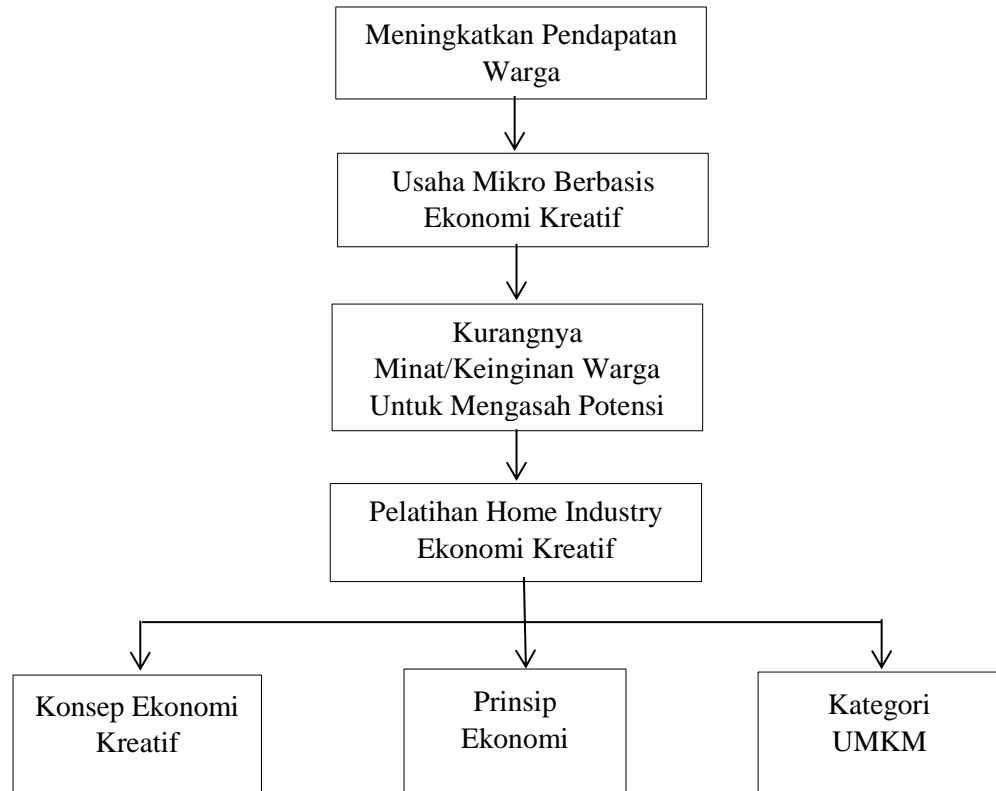 Meningkatkan Pendapatan
Warga
Usaha Mikro Berbasis
Ekonomi Kreatif
Kurangnya
Minat/Keinginan Warga
Untuk Mengasah Potensi
Pelatihan Home Industry
Ekonomi Kreatif
Konsep Ekonomi
Kreatif
Prinsip
Ekonomi
Kategori
UMKM